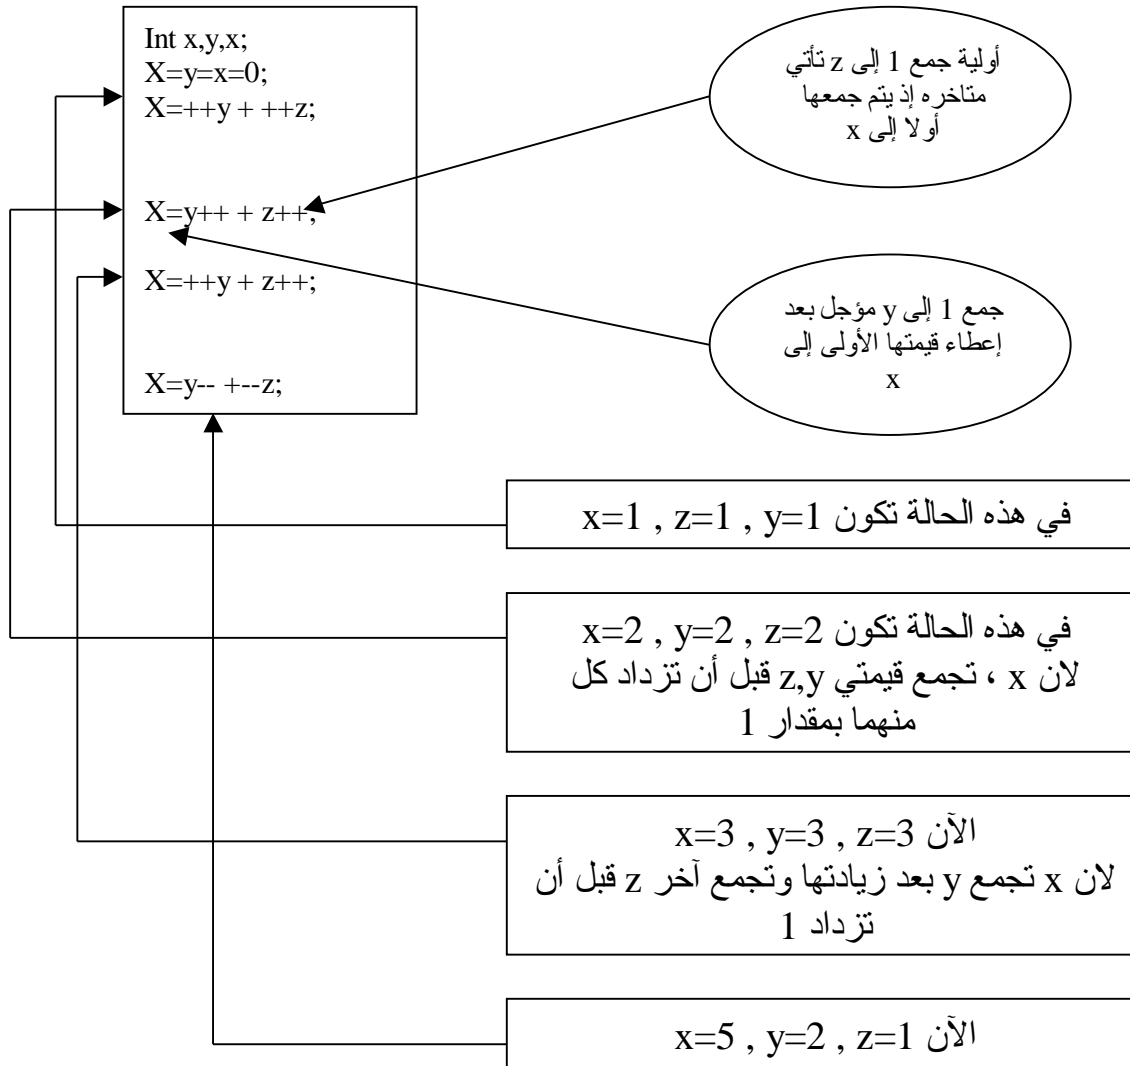 Int x,y,x;
X=y=x=0;
X=++y + ++z;
X=y++ + z++;
X=++y + z++;
X=y-- +--z;
أولية جمع 1 إلى z تأتي
متاخره إذ يتم جمعها
أولا إلى x
جمع 1 إلى y مؤجل بعد
إعطاء قيمتها الأولى إلى
x
في هذه الحالة تكون x=1 , z=1 , y=1
في هذه الحالة تكون x=2 , y=2 , z=2
لان x ، تجمع قيمتي z,y قبل أن تزداد كل
منهما بمقدار 1
الآن x=3 , y=3 , z=3
لان x تجمع y بعد زيادتها وتجمع آخر z قبل أن
تزداد 1
الآن x=5 , y=2 , z=1